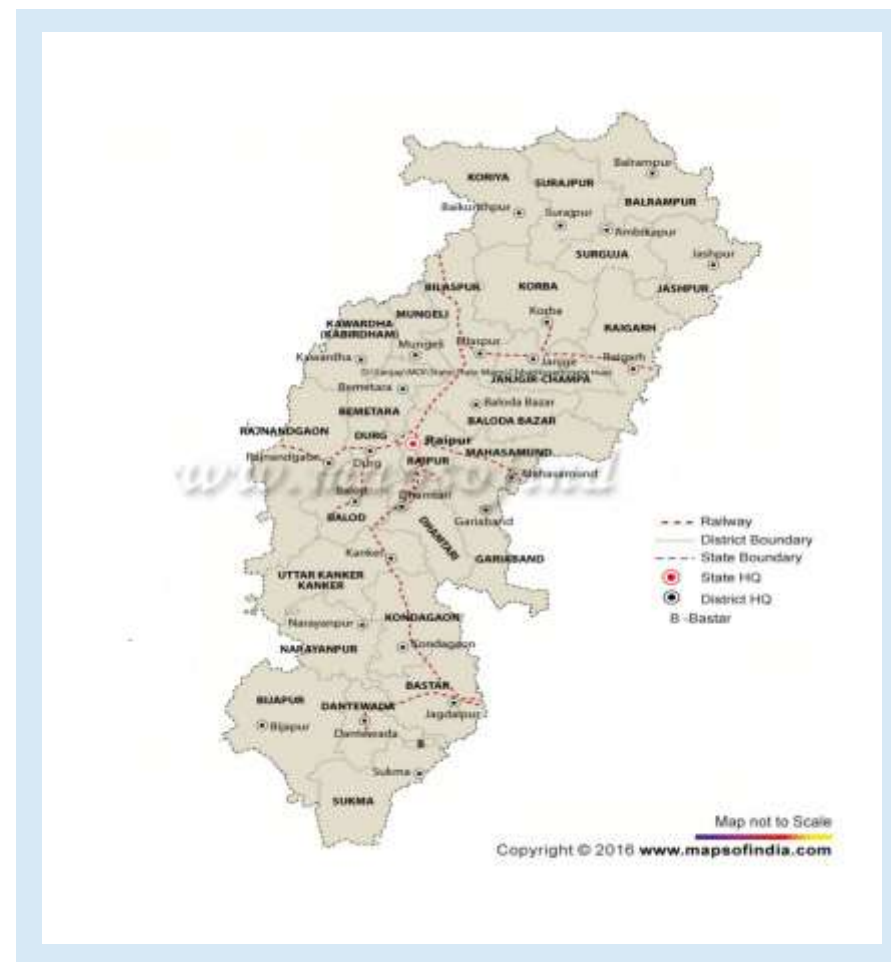 Balrampur
KORIYA
SURAJPUR
BALRAMPUR
Baikunthpur
Surajpur
Ambikapur
SURGUJA
Jashpur
BILASPUR
KORBA
JASHPUR
MUNGELI
Korba
KAWARDHA
(KABIRDHAM)
RAIGARH
Mungeli
Bilaspur
Kawardha
Janjgir
Raigarh
JANJGIR-CHAMPA
Bemetara
Baloda Bazar
BEMETARA
BALODA BAZAR
RAJNANDGAON
DURG
Raipur
MAHASAMUND
Rajnandgaon
Durg
RAIPUR
Mahasamund
Balod
Dhamtari
BALOD
Gariaband
DHAMTARI
Kanker
GARIABAND
UTTAR KANKER
KANKER
Narayanpur
KONDAGAON
NARAYANPUR
Kondagaon
BASTAR
BIJAPUR
DANTEWADA
Jagdalpur
Bijapur
Dantewada
B
Sukma
SUKMA
Railway
District Boundary
State Boundary
State HQ
District HQ
B -Bastar
Map not to Scale
Copyright © 2016 www.mapsofindia.com